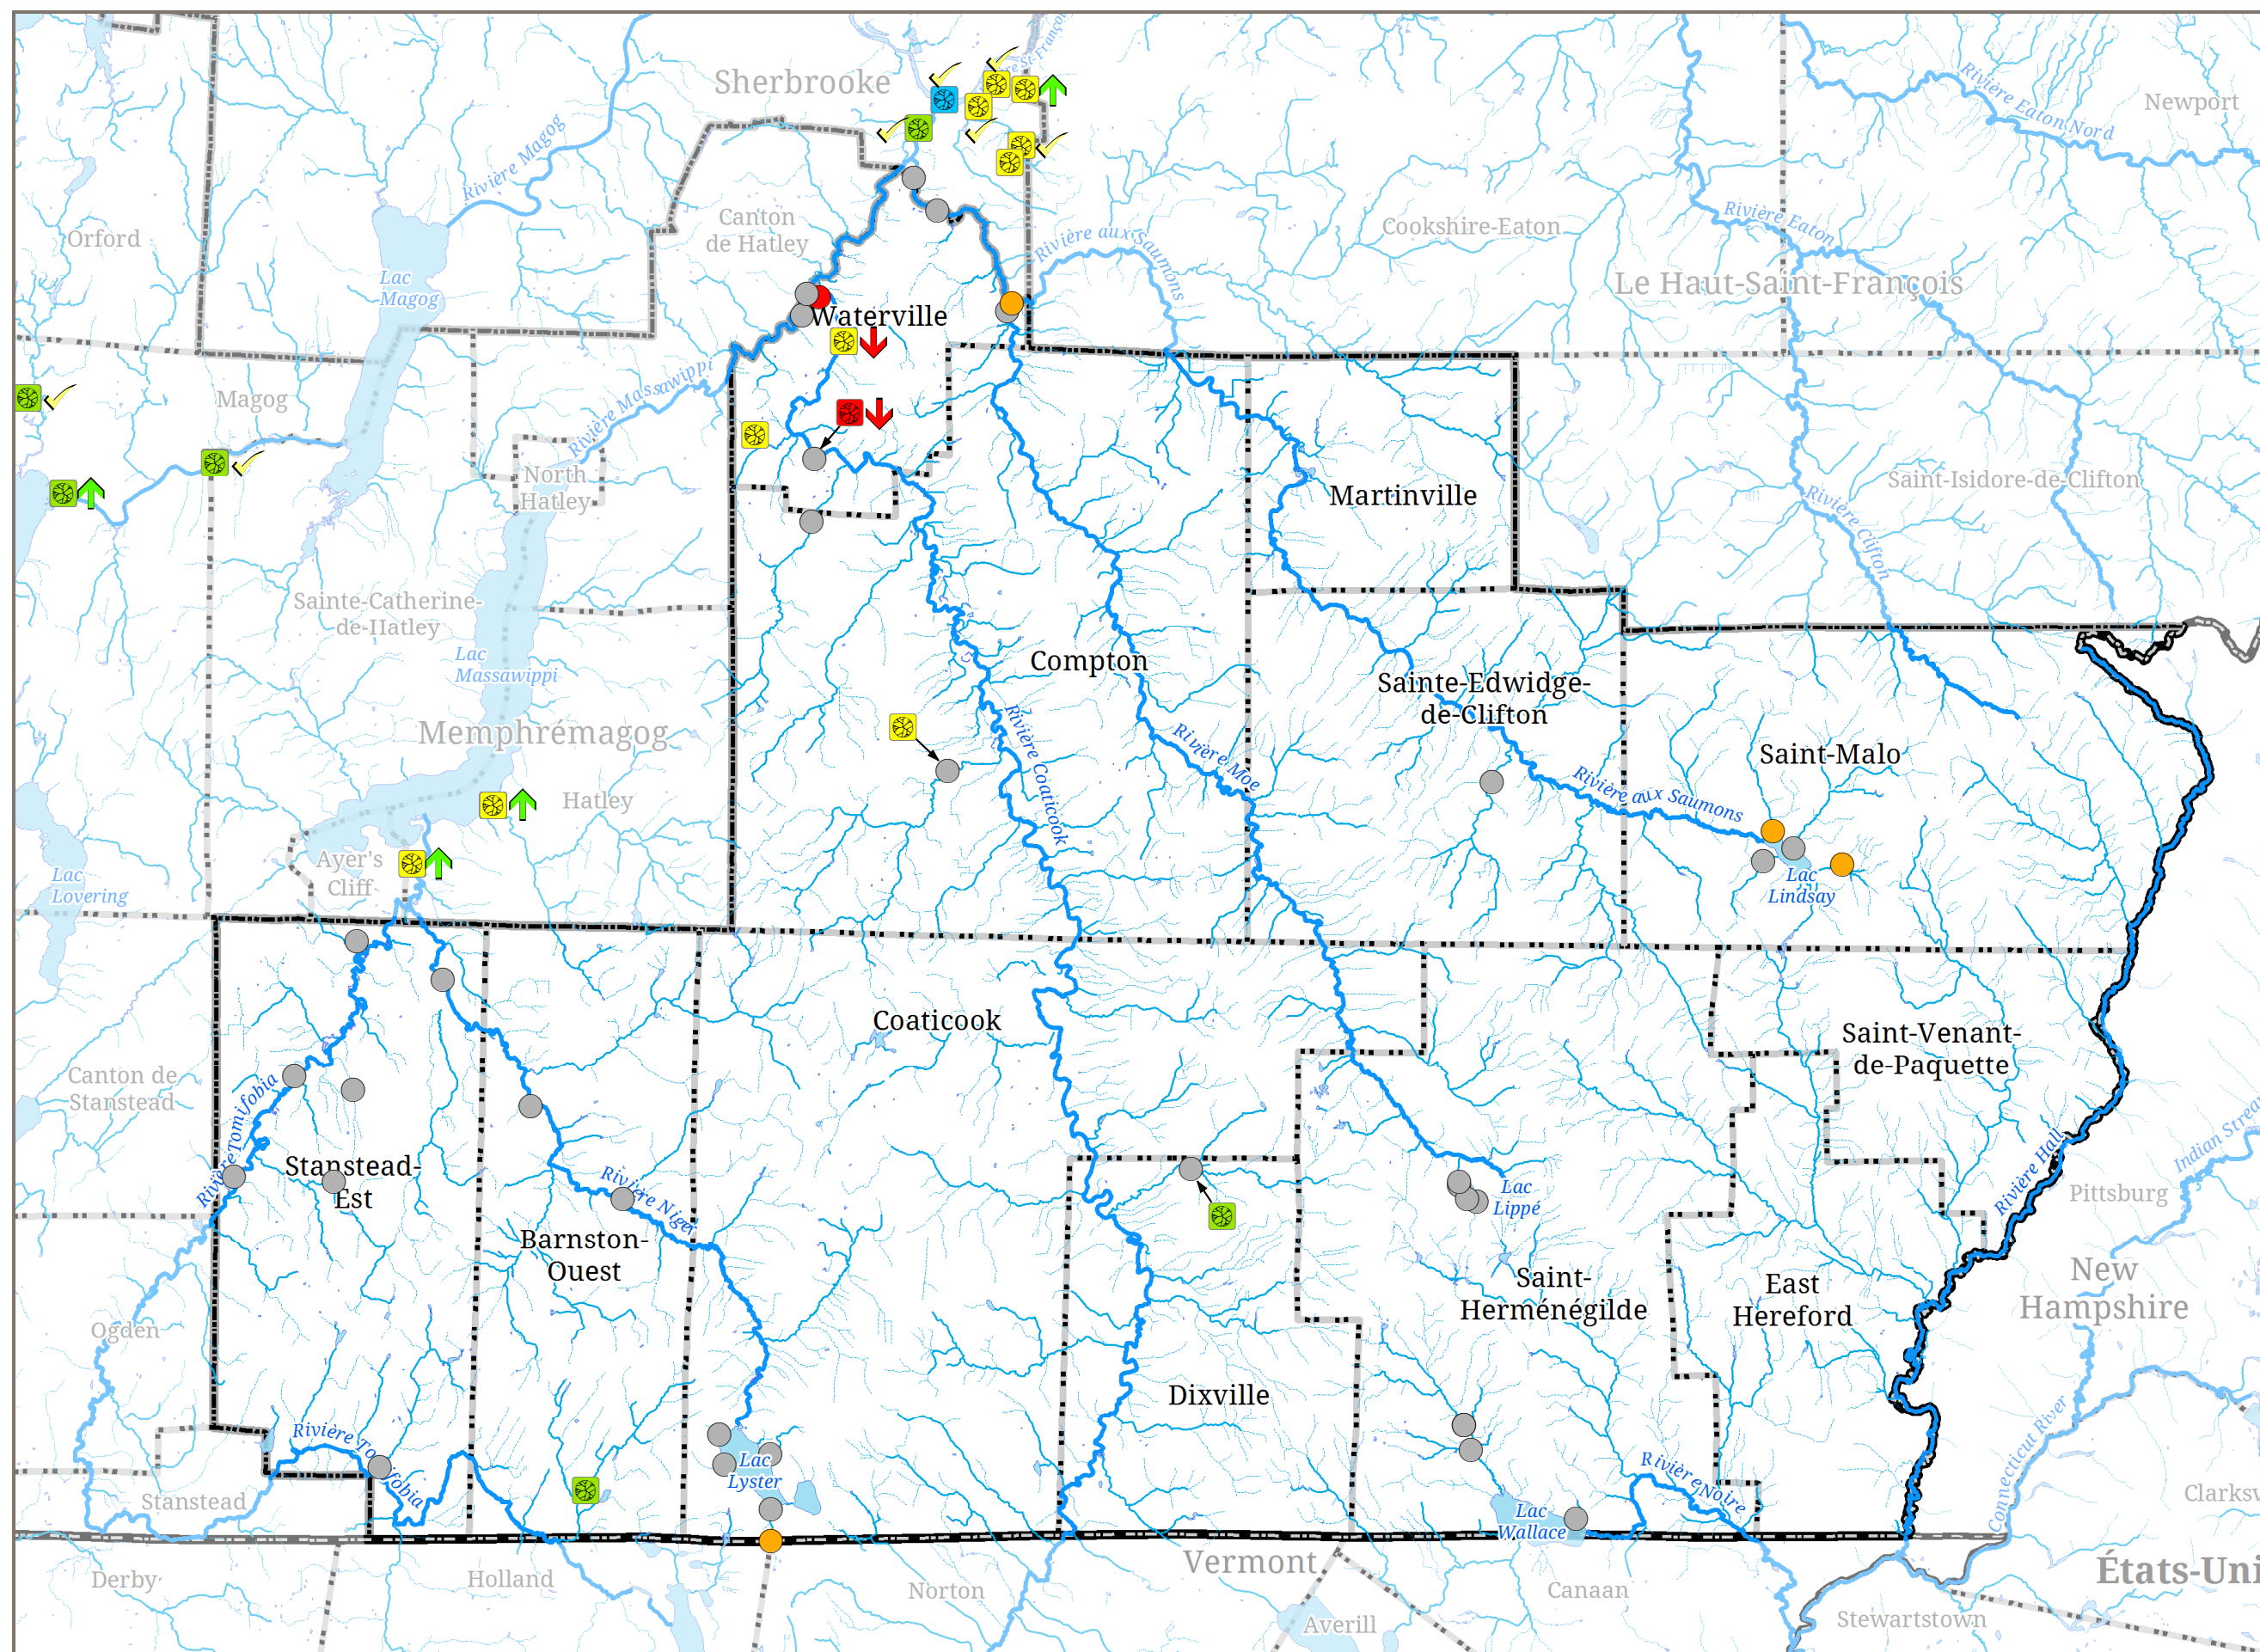 Sherbrooke
Rivière Magog
Rivière Eaton Nord
Newport
Orford
Canton
de Hatley
Lac
Magog
Rivière aux Saumons
Cookshire-Eaton
Rivière Eaton
Le Haut-Saint-François
Waterville
Magog
Rivière Massawippi
North
Hatley
Martinville
Saint-Isidore-de-Clifton
Rivière Clifton
Sainte-Catherine-
de-Hatley
Lac
Massawippi
Compton
Sainte-Edwidge-
de-Clifton
Memphrémagog
Rivière Coaticook
Rivière Moe
Saint-Malo
Rivière aux Saumons
Hatley
Ayer's
Cliff
Lac
Lovering
Lac
Lindsay
Coaticook
Saint-Venant-
de-Paquette
Canton de
Stanstead
Rivière Tomifobia
Stanstead-
Est
Rivière Niger
Lac
Lippé
Rivière Hall
Indian Strea
Pittsburg
Barnston-
Ouest
Saint-
Herménégilde
East
Hereford
New
Hampshire
Ogden
Dixville
Rivière To
ifobia
Lac
Lyster
Rivière Noire
Connecticut River
Stanstead
Lac
Wallace
Clarksv
Derby
Holland
Norton
Vermont
Averill
Canaan
Stewartstown
États-Uni